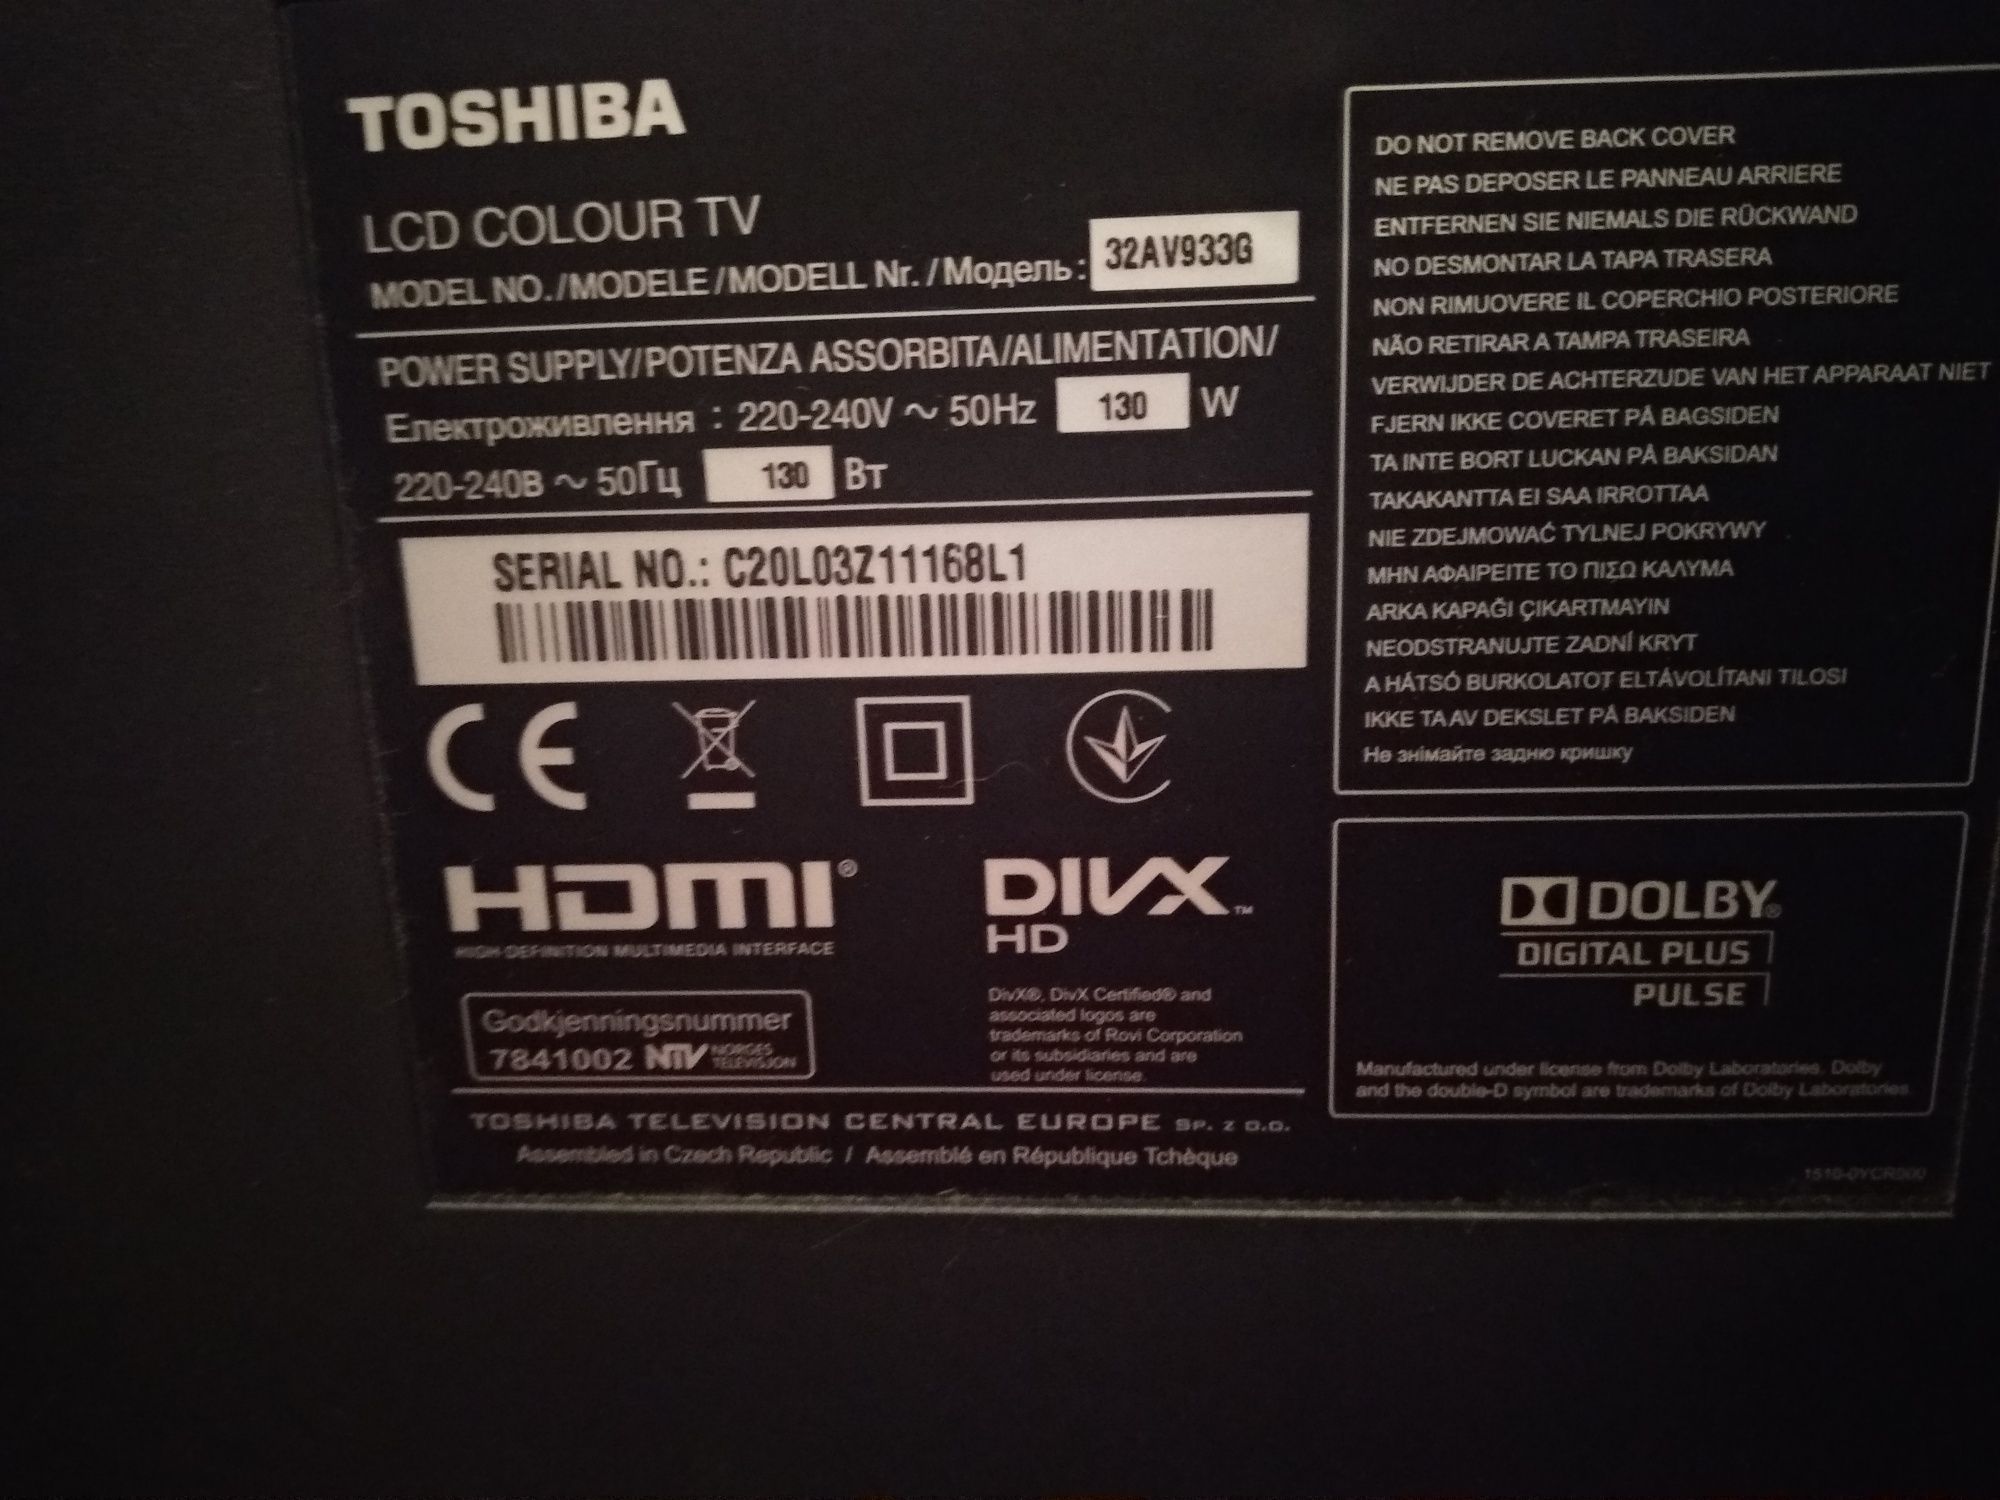 TOSHIBA
LCD COLOUR TV
MODEL NO./MODELE/MODELL Nr./Модель: 32AV933G
POWER SUPPLY/POTENZA ASSORBITA/ALIMENTATION/
Електроживлення : 220-240V ~ 50Hz 130 W
220-240В ~ 50Гц 130 Вт
SERIAL NO.: C20L03Z11168L1
CE
HDMI®
HIGH-DEFINITION MULTIMEDIA INTERFACE
DIVX™
HD
Godkjenningsnummer
7841002 NTV NORGES TELEVISJON
DivX®, DivX Certified® and
associated logos are
trademarks of Rovi Corporation
or its subsidiaries and are
used under license.
TOSHIBA TELEVISION CENTRAL EUROPE SP. Z O.O.
Assembled in Czech Republic / Assemblé en République Tchèque
DO NOT REMOVE BACK COVER
NE PAS DEPOSER LE PANNEAU ARRIERE
ENTFERNEN SIE NIEMALS DIE RÜCKWAND
NO DESMONTAR LA TAPA TRASERA
NON RIMUOVERE IL COPERCHIO POSTERIORE
NÃO RETIRAR A TAMPA TRASEIRA
VERWIJDER DE ACHTERZUDE VAN HET APPARAAT NIET
FJERN IKKE COVERET PÅ BAGSIDEN
TA INTE BORT LUCKAN PÅ BAKSIDAN
TAKAKANTTA EI SAA IRROTTAA
NIE ZDEJMOWAĆ TYLNEJ POKRYWY
ΜΗΝ ΑΦΑΙΡΕΙΤΕ ΤΟ ΠΙΣΩ ΚΑΛΥΜΑ
ARKA KAPAĞI ÇIKARTMAYIN
NEODSTRANUJTE ZADNÍ KRYT
A HÁTSÓ BURKOLATOT ELTÁVOLÍTANI TILOSI
IKKE TA AV DEKSLET PÅ BAKSIDEN
Не знімайте задню кришку
DOLBY®
DIGITAL PLUS
PULSE
Manufactured under license from Dolby Laboratories. Dolby
and the double-D symbol are trademarks of Dolby Laboratories.
1510-0YCR000